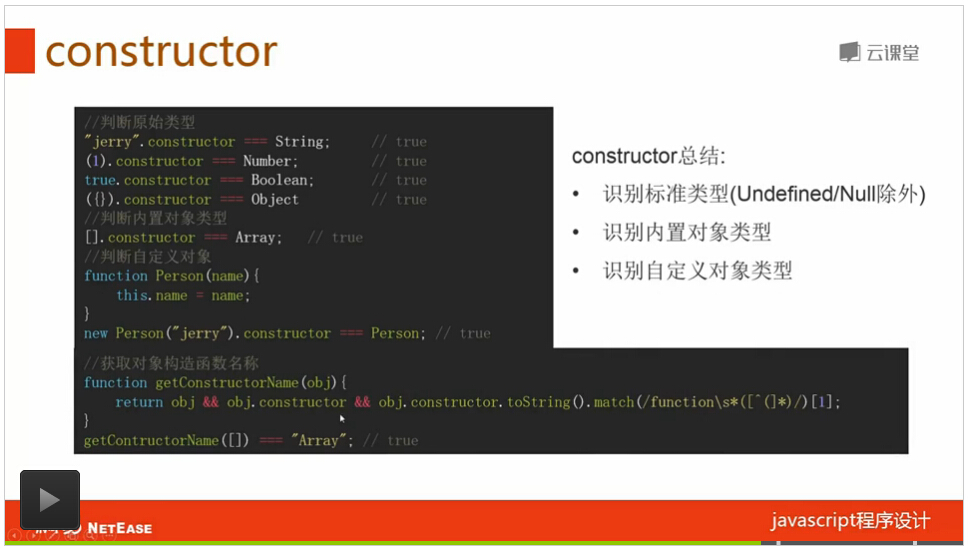 constructor
云课堂
//判断原始类型
"jerry".constructor === String; // true
(1).constructor === Number; // true
true.constructor === Boolean; // true
({}).constructor === Object // true
//判断内置对象类型
[].constructor === Array; // true
//判断自定义对象
function Person(name){
this.name = name;
}
new Person("jerry").constructor === Person; // true
//获取对象构造函数名称
function getConstructorName(obj){
return obj && obj.constructor && obj.constructor.toString().match(/function\s*([^(]*)/)[1];
}
getContructorName([]) === "Array"; // true
constructor总结:
• 识别标准类型(Undefined/Null除外)
• 识别内置对象类型
• 识别自定义对象类型
NETEASE
javascript程序设计